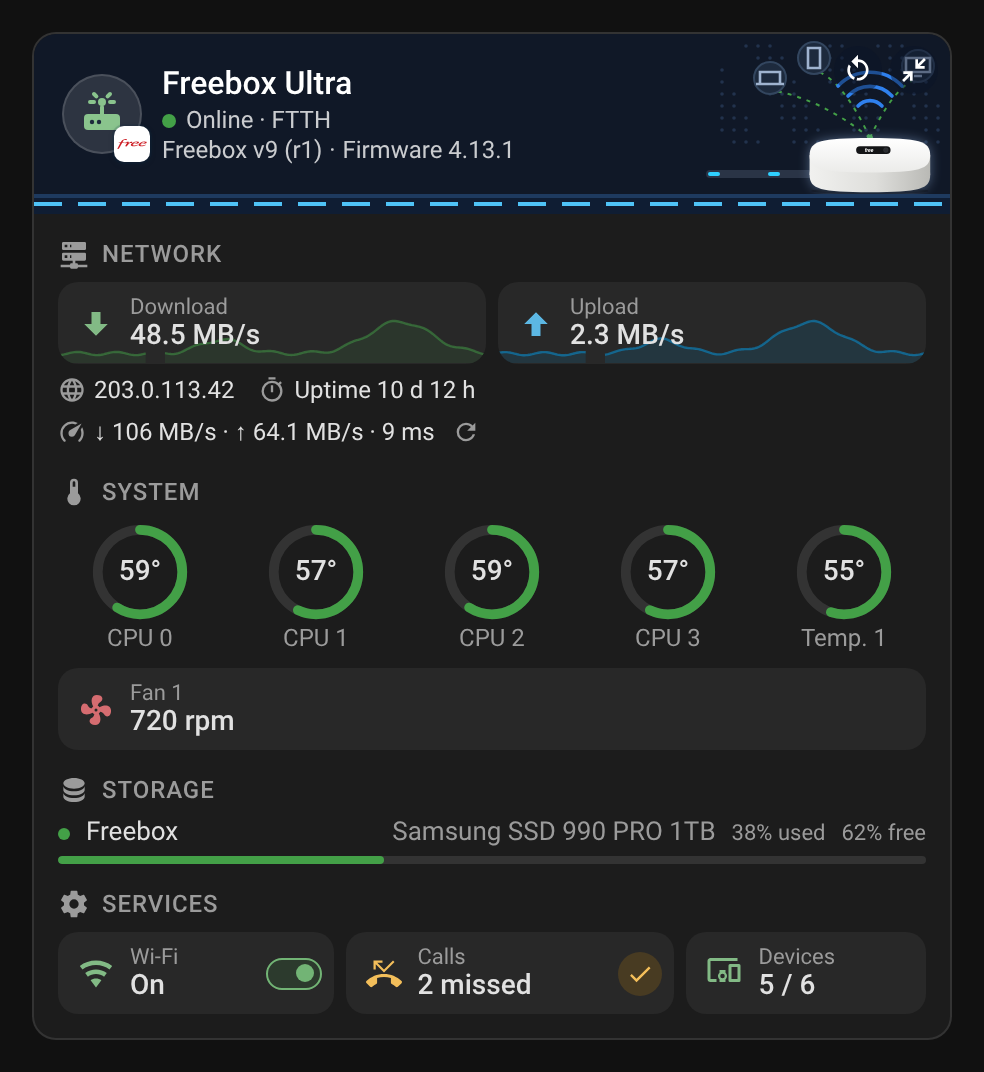 Freebox Ultra
Online · FTTH
free
Freebox v9 (r1) · Firmware 4.13.1
free
NETWORK
Download
48.5 MB/s
Upload
2.3 MB/s
203.0.113.42 Uptime 10 d 12 h
↓ 106 MB/s · ↑ 64.1 MB/s · 9 ms
SYSTEM
59° 57° 59° 57° 55°
CPU 0 CPU 1 CPU 2 CPU 3 Temp. 1
Fan 1
720 rpm
STORAGE
Freebox Samsung SSD 990 PRO 1TB 38% used 62% free
SERVICES
Wi-Fi
On
Calls
2 missed
Devices
5 / 6